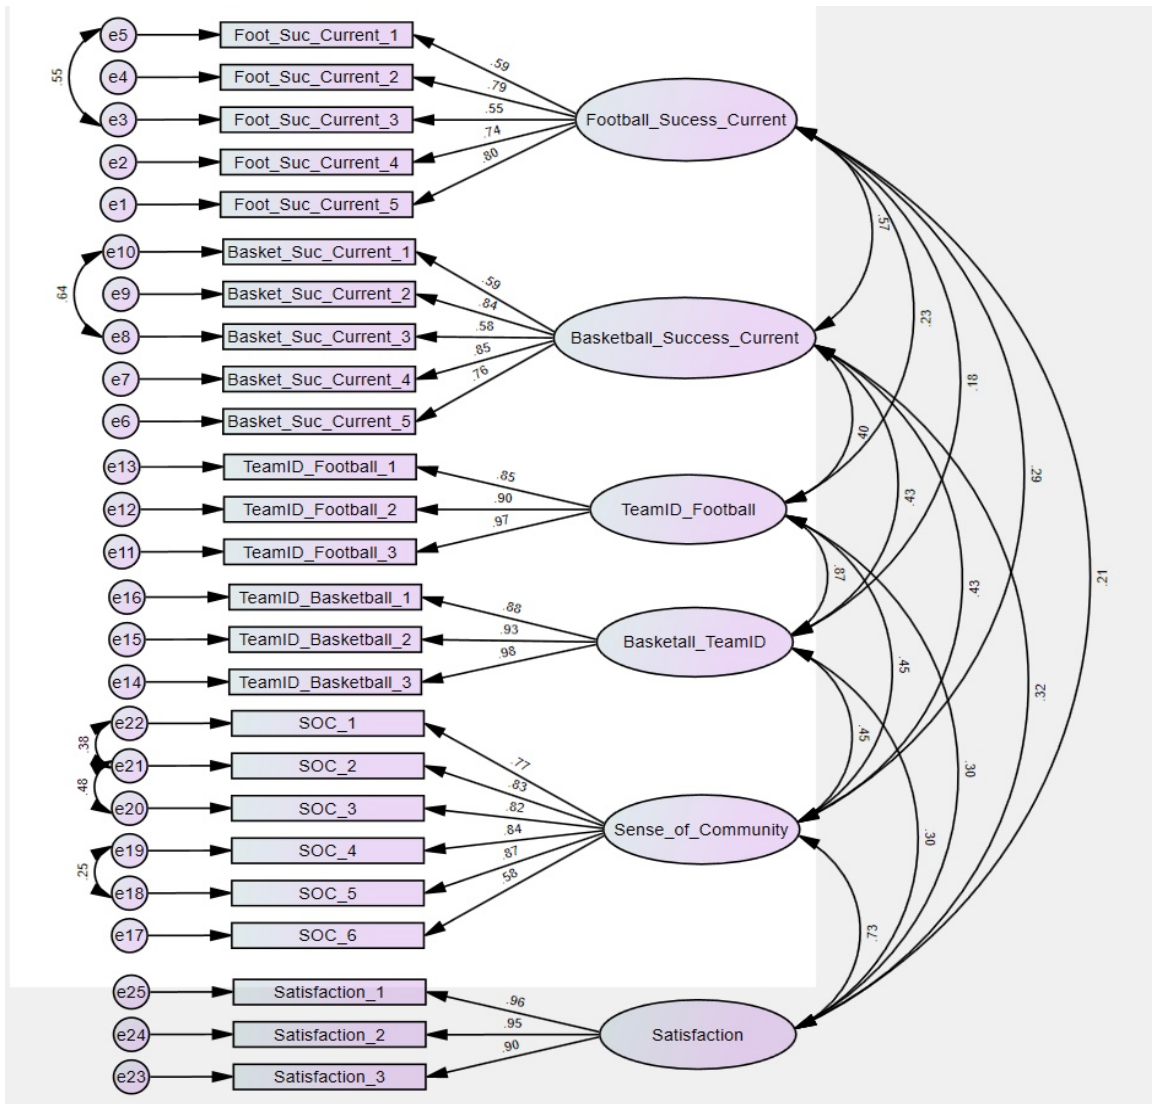 e5 Foot_Suc_Current_1
.59
e4 Foot_Suc_Current_2
.79
.55
e3 Foot_Suc_Current_3
.55
Football_Sucess_Current
e2 Foot_Suc_Current_4
.74
e1 Foot_Suc_Current_5
.80
e10 Basket_Suc_Current_1
.59
e9 Basket_Suc_Current_2
.84
.64
e8 Basket_Suc_Current_3
.58
Basketball_Success_Current
e7 Basket_Suc_Current_4
.85
e6 Basket_Suc_Current_5
.76
e13 TeamID_Football_1
.85
e12 TeamID_Football_2
.90
TeamID_Football
e11 TeamID_Football_3
.97
e16 TeamID_Basketball_1
.88
e15 TeamID_Basketball_2
.93
Basketall_TeamID
e14 TeamID_Basketball_3
.98
e22 SOC_1
.77
.38
e21 SOC_2
.83
.48
e20 SOC_3
.82
Sense_of_Community
e19 SOC_4
.84
.25
e18 SOC_5
.87
e17 SOC_6
.58
e25 Satisfaction_1
.96
e24 Satisfaction_2
.95
Satisfaction
e23 Satisfaction_3
.90
.57
.23
.18
.29
.21
.40
.43
.43
.32
.87
.45
.30
.45
.30
.73